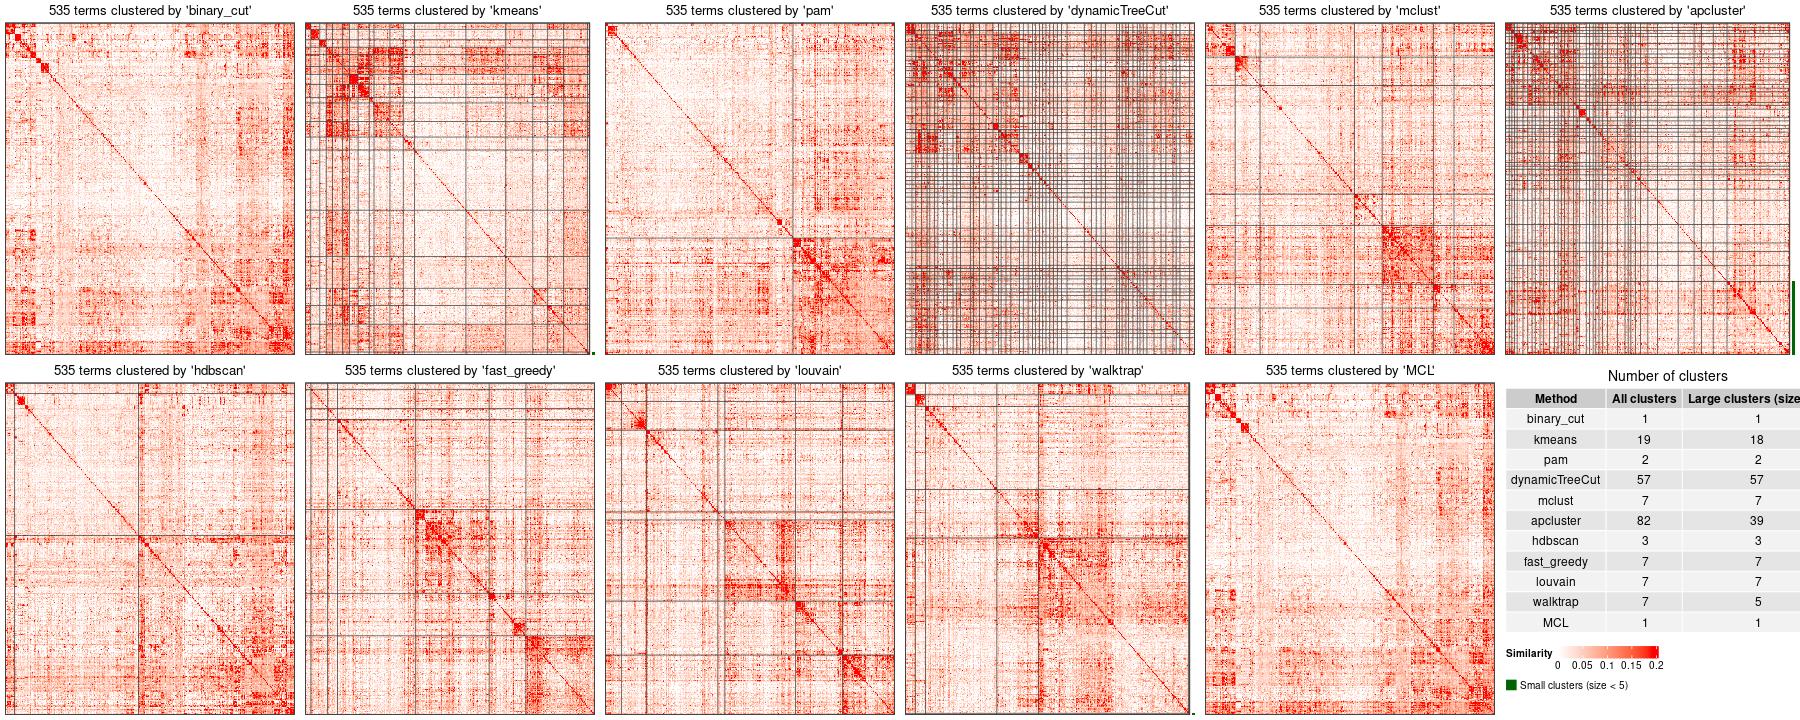 535 terms clustered by 'binary_cut'
535 terms clustered by 'kmeans'
535 terms clustered by 'pam'
535 terms clustered by 'dynamicTreeCut'
535 terms clustered by 'mclust'
535 terms clustered by 'apcluster'
535 terms clustered by 'hdbscan'
535 terms clustered by 'fast_greedy'
535 terms clustered by 'louvain'
535 terms clustered by 'walktrap'
535 terms clustered by 'MCL'
Number of clusters
Method All clusters Large clusters (size
binary_cut 1 1
kmeans 19 18
pam 2 2
dynamicTreeCut 57 57
mclust 7 7
apcluster 82 39
hdbscan 3 3
fast_greedy 7 7
louvain 7 7
walktrap 7 5
MCL 1 1
Similarity
0 0.05 0.1 0.15 0.2
Small clusters (size < 5)